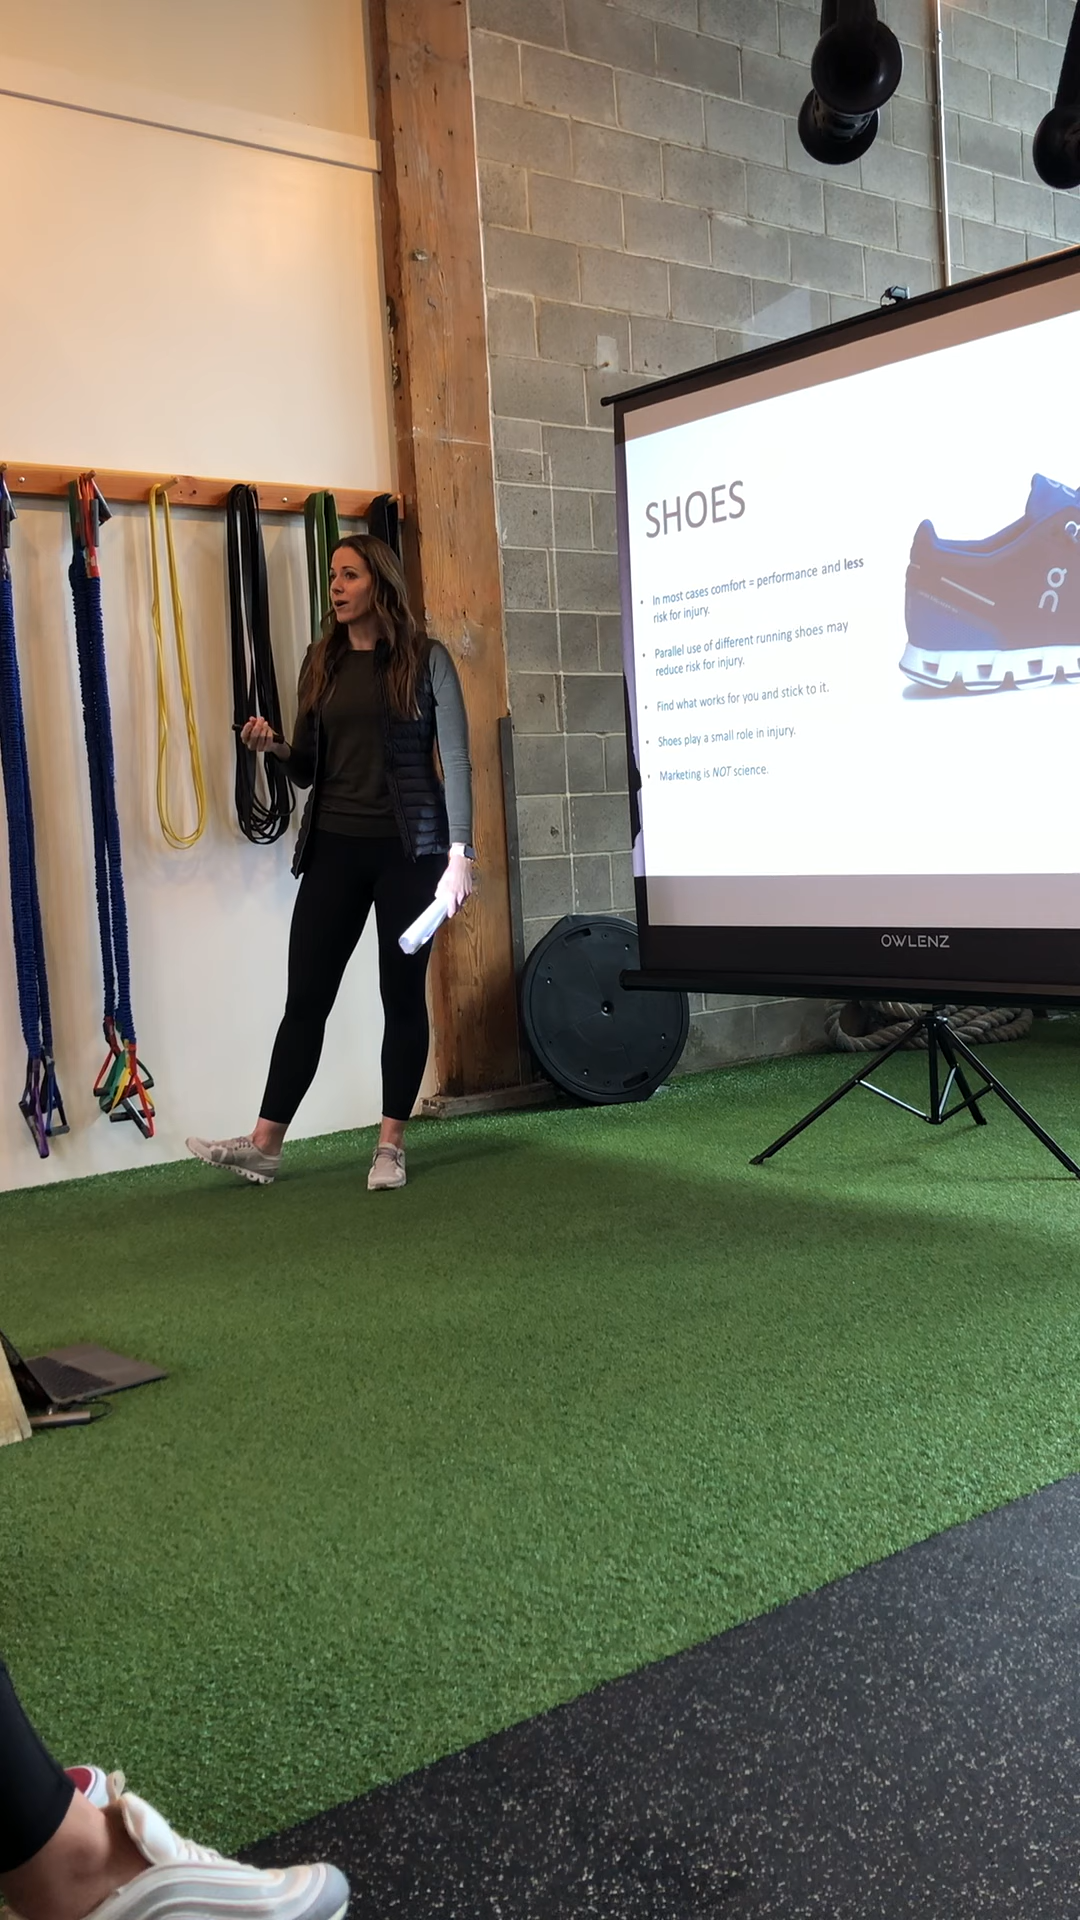 SHOES
• In most cases comfort = performance and less
risk for injury.
• Parallel use of different running shoes may
reduce risk for injury.
• Find what works for you and stick to it.
• Shoes play a small role in injury.
• Marketing is NOT science.
On
OWLENZ